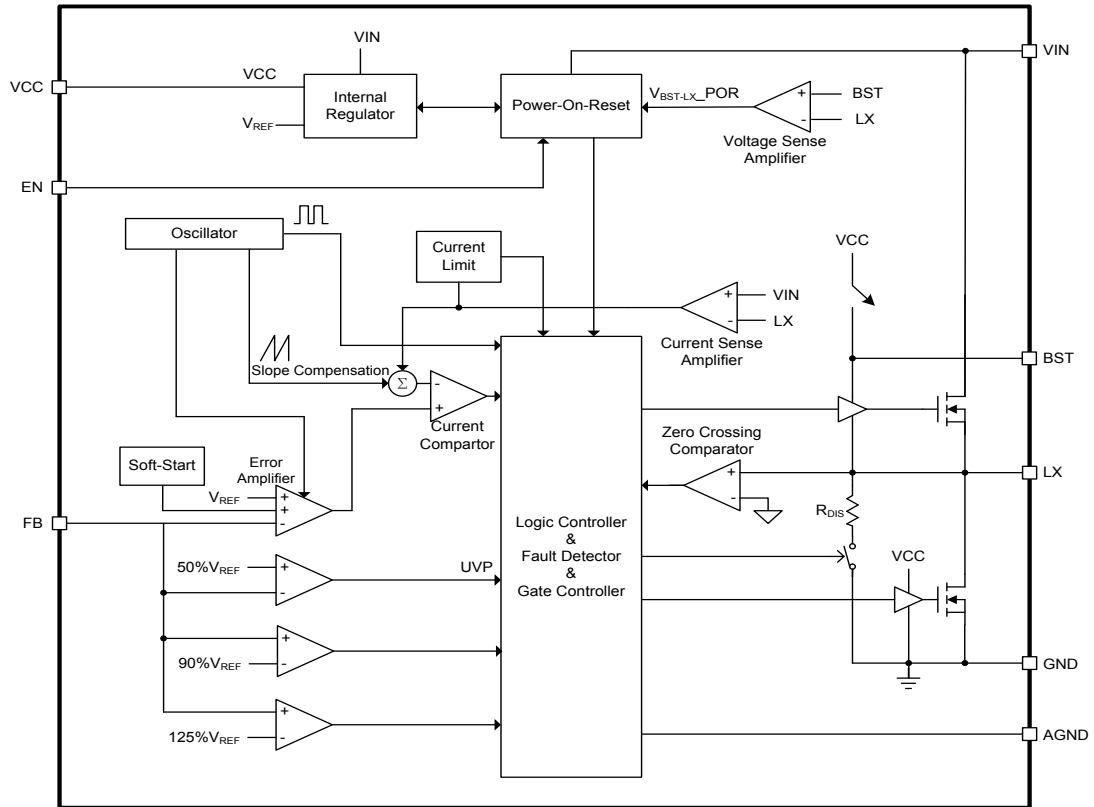 VIN
VIN
VCC
VCC
Internal
Regulator
VREF
Power-On-Reset
VBST-LX_POR
+
-
BST
LX
Voltage Sense
Amplifier
EN
Oscillator
Current
Limit
VCC
+
-
VIN
LX
Current Sense
Amplifier
BST
Slope Compensation
Σ
-
+
Current
Compartor
Soft-Start
Error
Amplifier
VREF
+
+
-
FB
Zero Crossing
Comparator
+
-
LX
RDIS
Logic Controller
&
Fault Detector
&
Gate Controller
50%VREF
+
-
UVP
VCC
+
90%VREF
-
GND
+
125%VREF
-
AGND